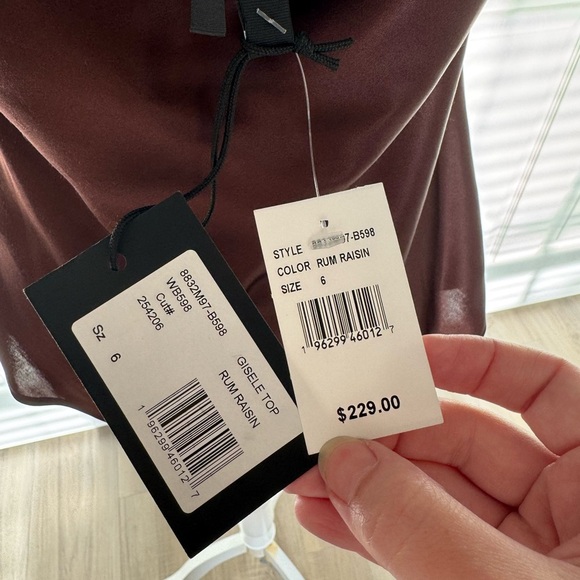 8832M97-B598
WB598
Cut#
254206
Sz 6
GISELE TOP
RUM RAISIN
1 96299 46012 7
STYLE 8832M97-B598
COLOR RUM RAISIN
SIZE 6
1 96299 46012 7
$229.00